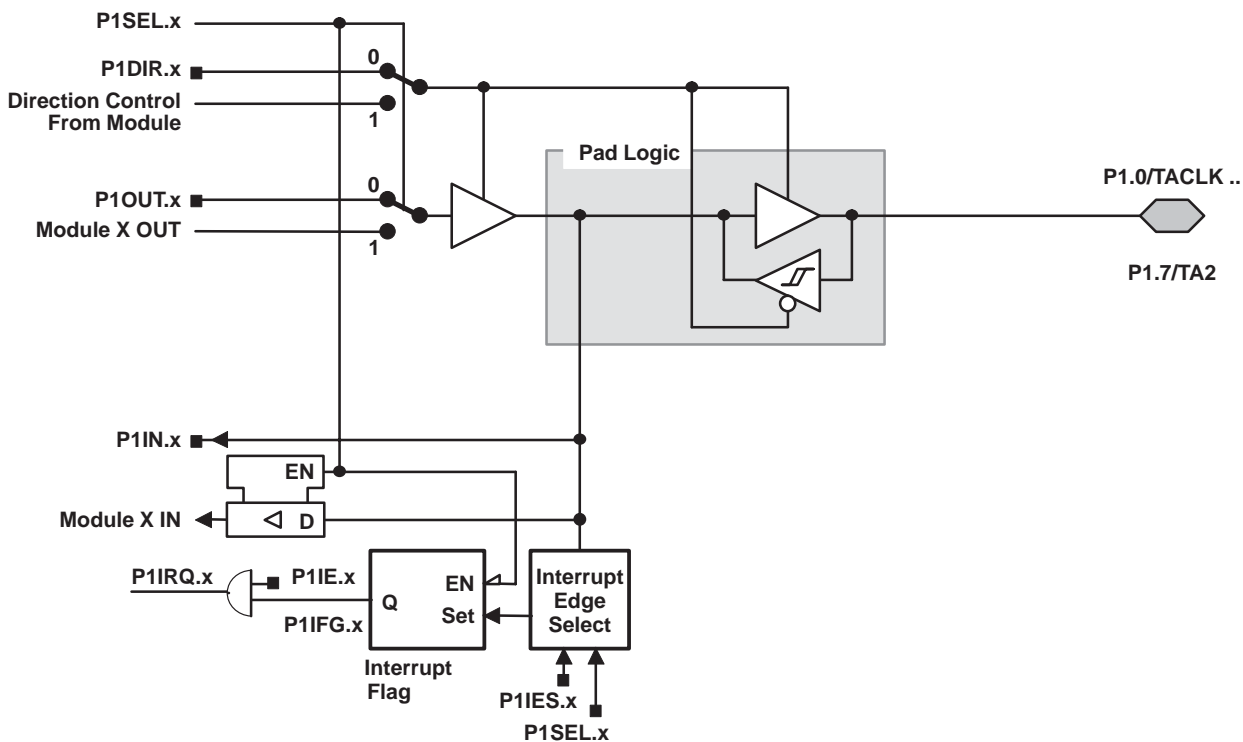 P1SEL.x
P1DIR.x
0
Direction Control
From Module
1
Pad Logic
P1.0/TACLK ..
P1OUT.x
0
Module X OUT
1
P1.7/TA2
P1IN.x
EN
Module X IN
D
P1IRQ.x
P1IE.x
P1IFG.x
Q
EN
Set
Interrupt
Edge
Select
Interrupt
Flag
P1IES.x
P1SEL.x